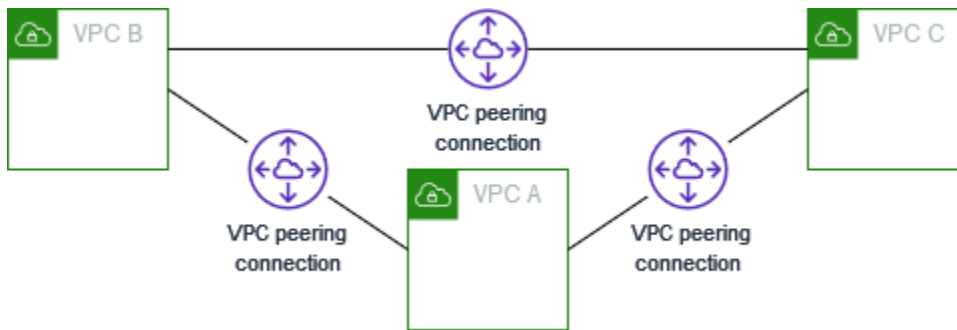 VPC B
VPC C
VPC peering
connection
VPC A
VPC peering
connection
VPC peering
connection